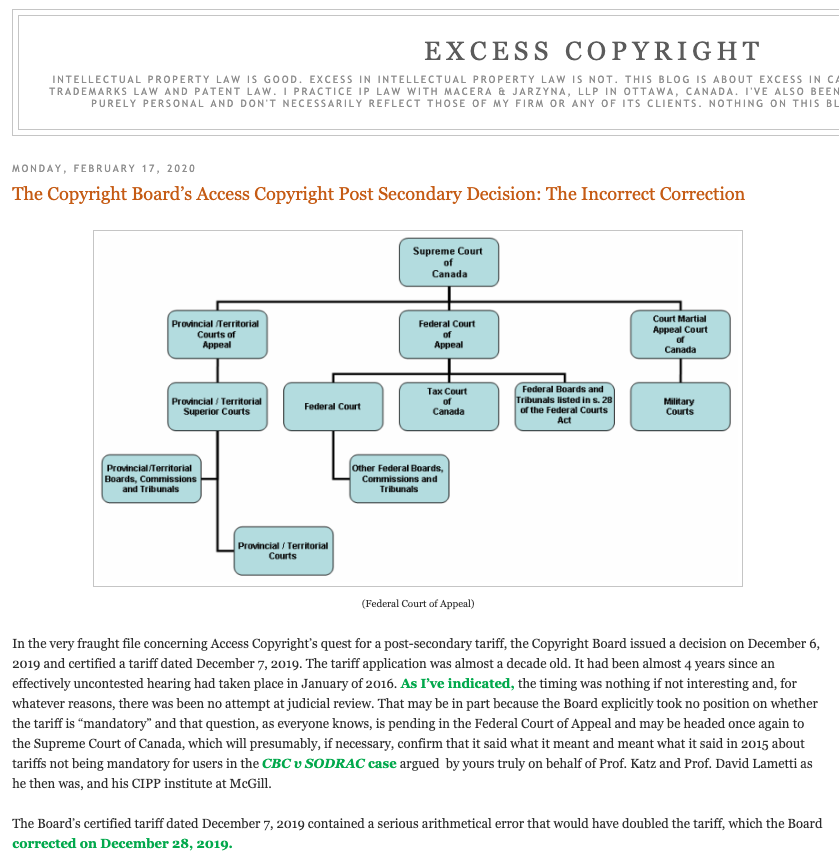 EXCESS COPYRIGHT
INTELLECTUAL PROPERTY LAW IS GOOD. EXCESS IN INTELLECTUAL PROPERTY LAW IS NOT. THIS BLOG IS ABOUT EXCESS IN
TRADEMARKS LAW AND PATENT LAW. I PRACTICE IP LAW WITH MACERA & JARZYNA, LLP IN OTTAWA, CANADA. I'VE ALSO BEEN
PURELY PERSONAL AND DON'T NECESSARILY REFLECT THOSE OF MY FIRM OR ANY OF ITS CLIENTS. NOTHING ON THIS
MONDAY, FEBRUARY 17, 2020
The Copyright Board’s Access Copyright Post Secondary Decision: The Incorrect Correction
Supreme Court
of
Canada
Provincial /Territorial
Courts of
Appeal
Federal Court
of
Appeal
Court Martial
Appeal Court
of
Canada
Provincial / Territorial
Superior Courts
Federal Court
Tax Court
of
Canada
Federal Boards and
Tribunals listed in s. 28
of the Federal Courts
Act
Military
Courts
Provincial/Territorial
Boards, Commissions
and Tribunals
Other Federal Boards,
Commissions and
Tribunals
Provincial / Territorial
Courts
(Federal Court of Appeal)
In the very fraught file concerning Access Copyright’s quest for a post-secondary tariff, the Copyright Board issued a decision on December 6,
2019 and certified a tariff dated December 7, 2019. The tariff application was almost a decade old. It had been almost 4 years since an
effectively uncontested hearing had taken place in January of 2016. As I’ve indicated, the timing was nothing if not interesting and, for
whatever reasons, there was no attempt at judicial review. That may be in part because the Board explicitly took no position on whether
the tariff is “mandatory” and that question, as everyone knows, is pending in the Federal Court of Appeal and may be headed once again to
the Supreme Court of Canada, which will presumably, if necessary, confirm that it said what it meant and meant what it said in 2015 about
tariffs not being mandatory for users in the CBC v SODRAC case argued by yours truly on behalf of Prof. Katz and Prof. David Lametti as
he then was, and his CIPP institute at McGill.
The Board’s certified tariff dated December 7, 2019 contained a serious arithmetical error that would have doubled the tariff, which the Board
corrected on December 28, 2019.